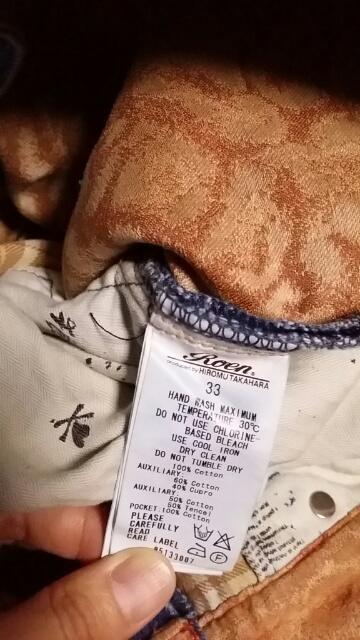 Roen.
produced by HIROMU TAKAHARA
33
HAND WASH MAXIMUM
TEMPERATURE 30℃
DO NOT USE CHLORINE-
BASED BLEACH
USE COOL IRON
DRY CLEAN
DO NOT TUMBLE DRY
100% Cotton
AUXILIARY:
60% Cotton
40% Cupro
AUXILIARY:
50% Cotton
50% Tencel
POCKET:100% Cotton
PLEASE
CAREFULLY
READ
CARE LABEL
85133007
F